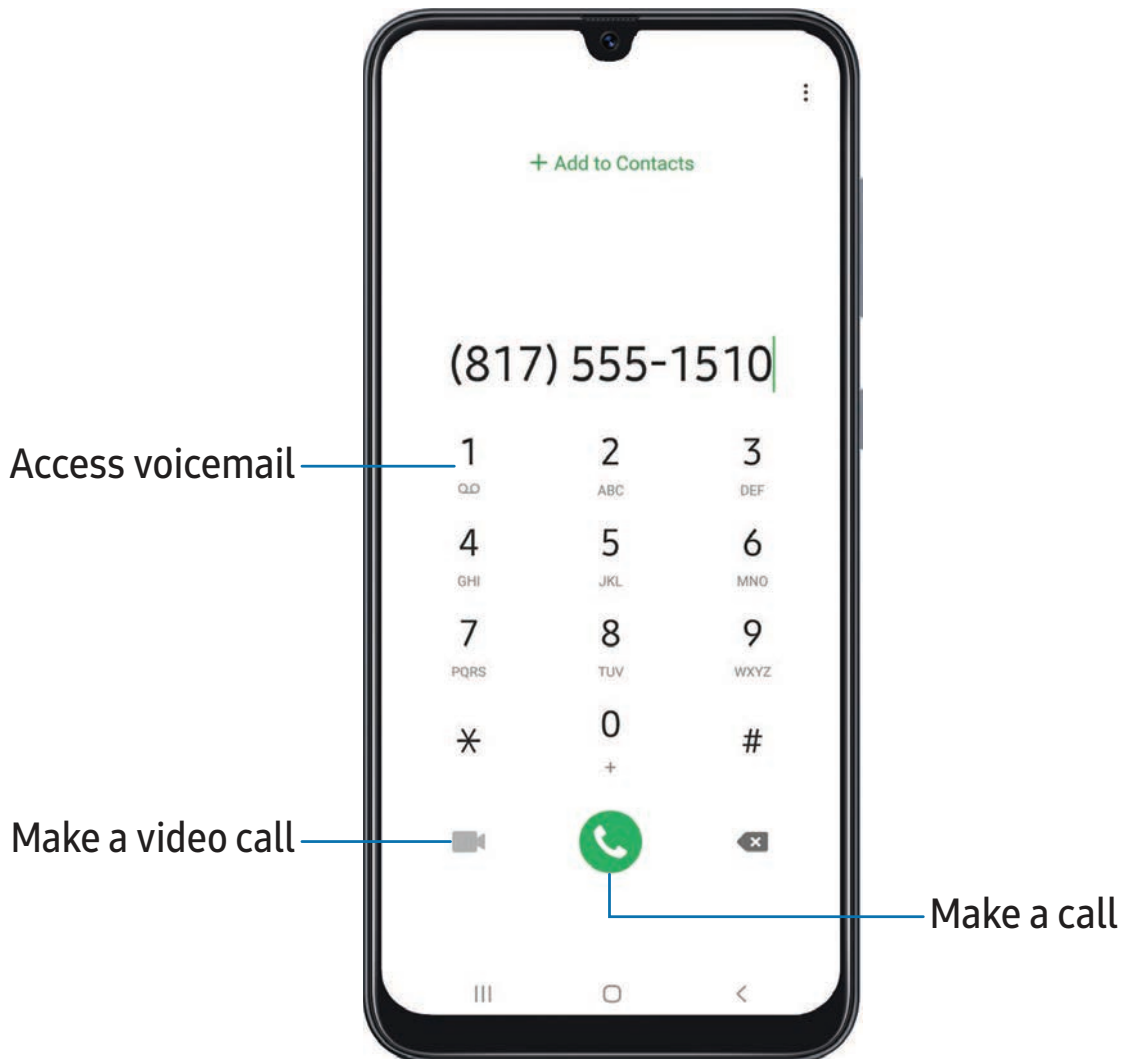 + Add to Contacts
(817) 555-1510
Access voicemail
1 2 3
ABC DEF
4 5 6
GHI JKL MNO
7 8 9
PQRS TUV WXYZ
* 0 #
+
Make a video call
Make a call